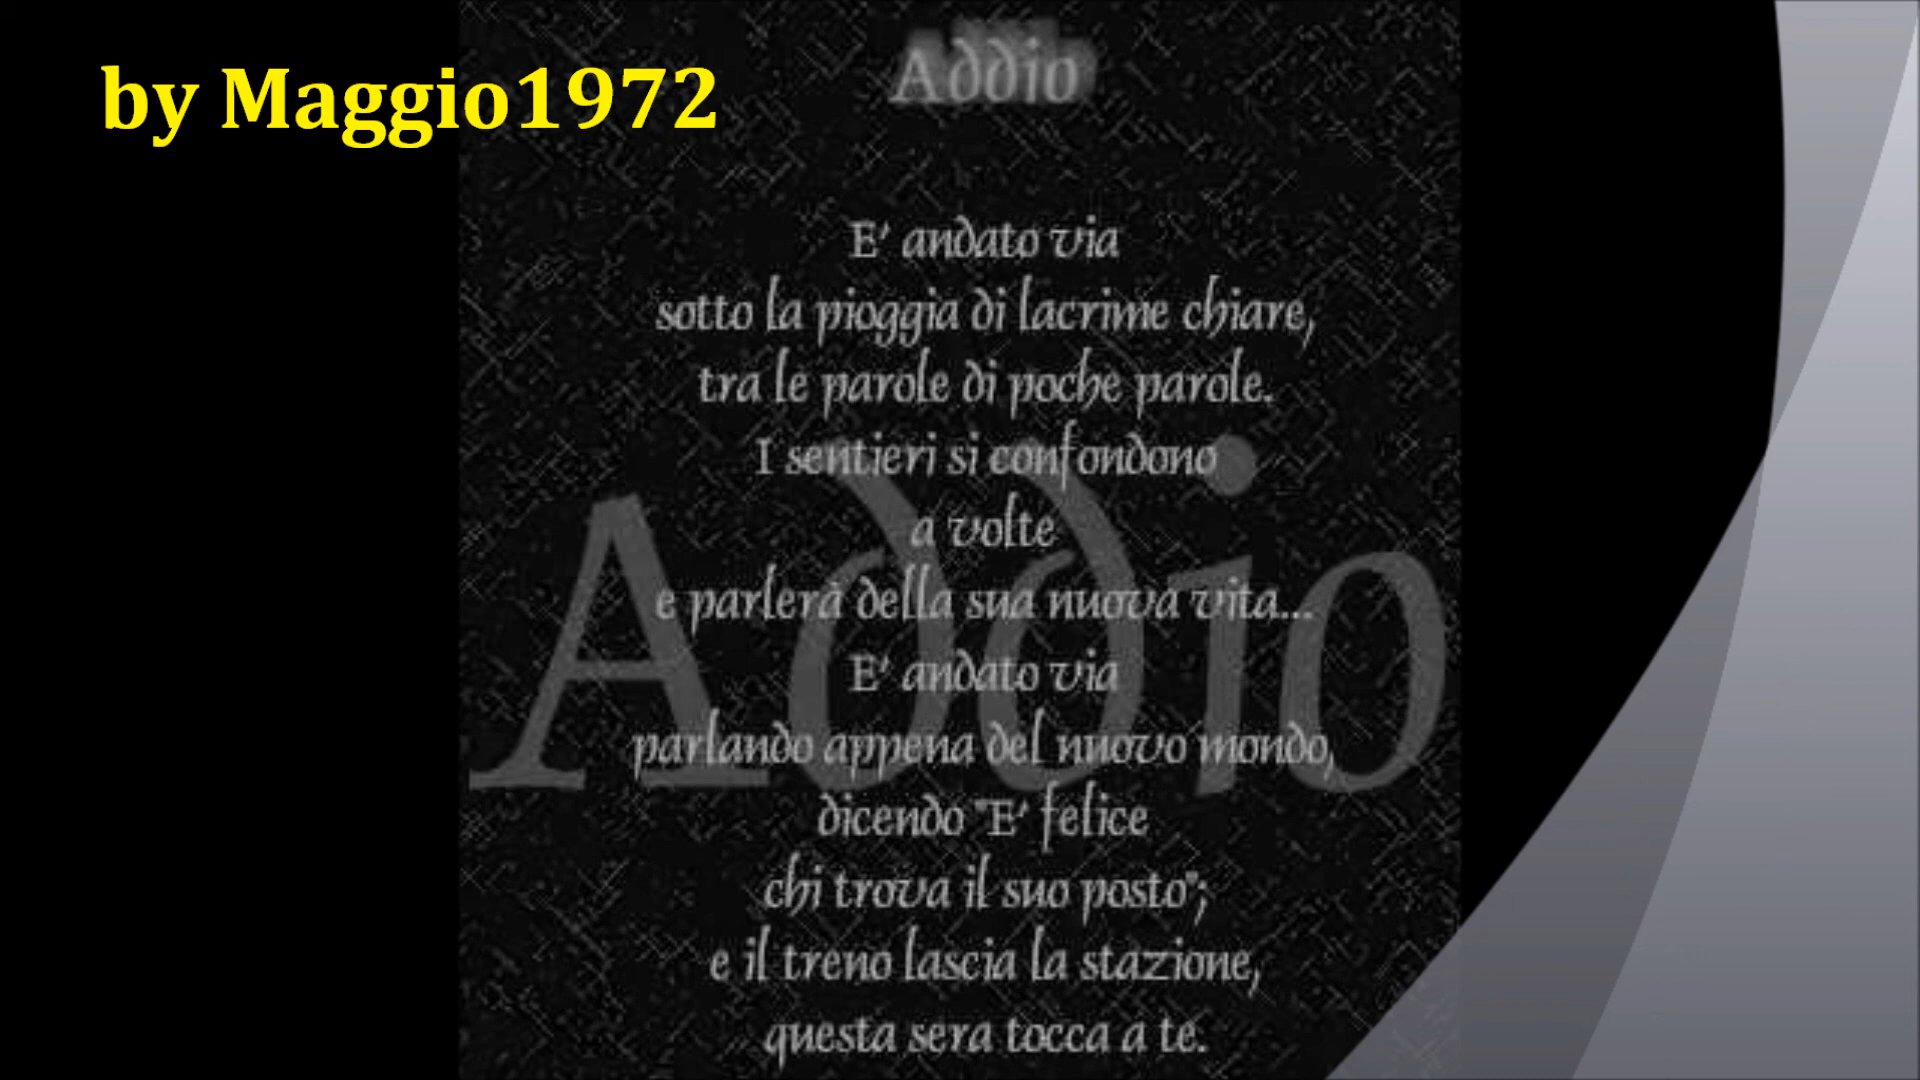 by Maggio1972
Addio
E' andato via
sotto la pioggia di lacrime chiare,
tra le parole di poche parole.
I sentieri si confondono
a volte
e parlerà della sua nuova vita...
E' andato via
parlando appena del nuovo mondo,
dicendo "E' felice
chi trova il suo posto";
e il treno lascia la stazione,
questa sera tocca a te.
Addio